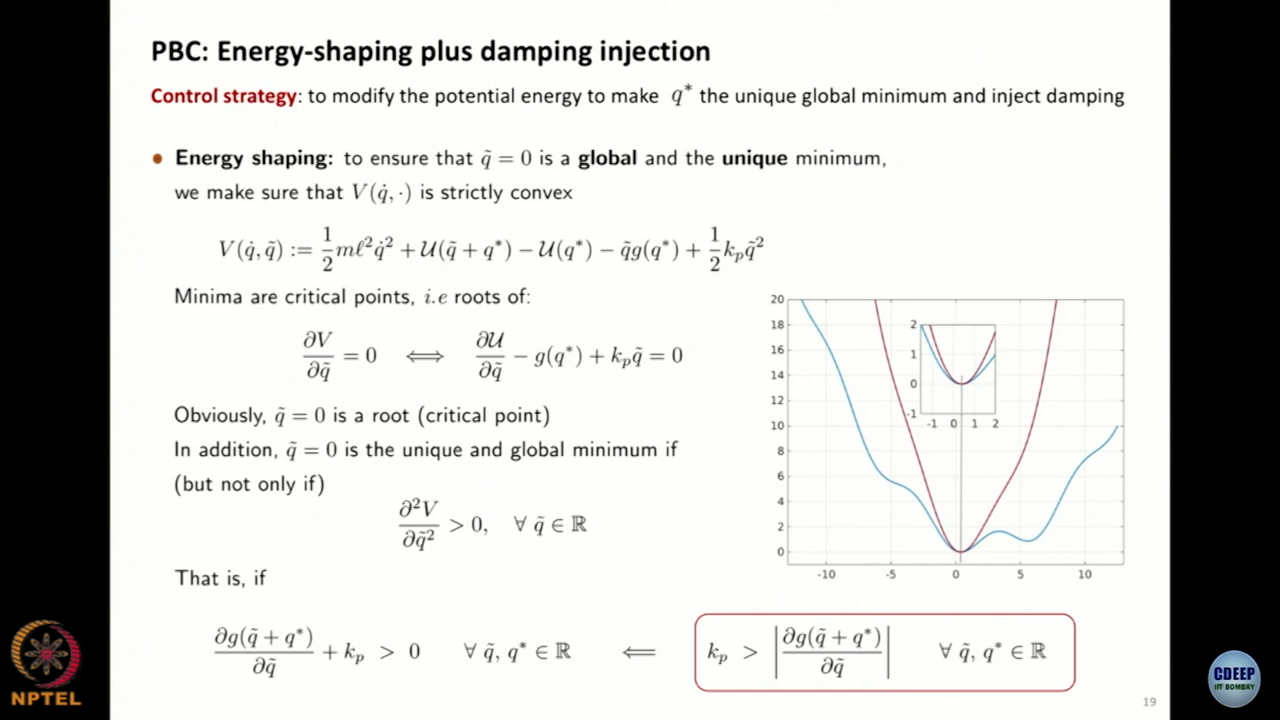 PBC: Energy-shaping plus damping injection
Control strategy: to modify the potential energy to make q* the unique global minimum and inject damping
• Energy shaping: to ensure that q̃ = 0 is a global and the unique minimum,
we make sure that V(q̇, ·) is strictly convex
V(q̇, q̃) := 1/2 mℓ²q̇² + U(q̃ + q*) − U(q*) − q̃g(q*) + 1/2 kₚq̃²
Minima are critical points, i.e roots of:
∂V/∂q̃ = 0 ⟺ ∂U/∂q̃ − g(q*) + kₚq̃ = 0
Obviously, q̃ = 0 is a root (critical point)
In addition, q̃ = 0 is the unique and global minimum if
(but not only if)
∂²V/∂q̃² > 0, ∀ q̃ ∈ ℝ
That is, if
∂g(q̃ + q*)/∂q̃ + kₚ > 0 ∀ q̃, q* ∈ ℝ ⟸ kₚ > |∂g(q̃ + q*)/∂q̃| ∀ q̃, q* ∈ ℝ
20
18
16
14
12
10
8
6
4
2
0
-10 -5 0 5 10
2
1
0
-1
-1 0 1 2
NPTEL
CDEEP
IIT BOMBAY
19